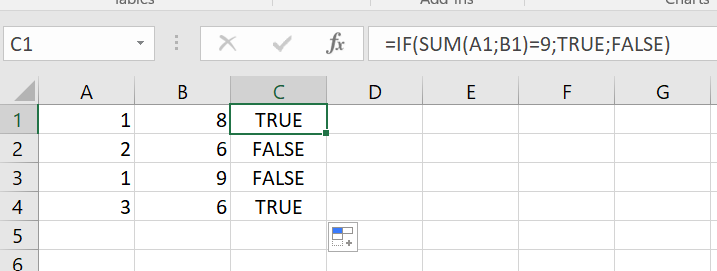 Tables Add-ins Charts
C1 fx =IF(SUM(A1;B1)=9;TRUE;FALSE)
A B C D E F G
1 1 8 TRUE
2 2 6 FALSE
3 1 9 FALSE
4 3 6 TRUE
5
6